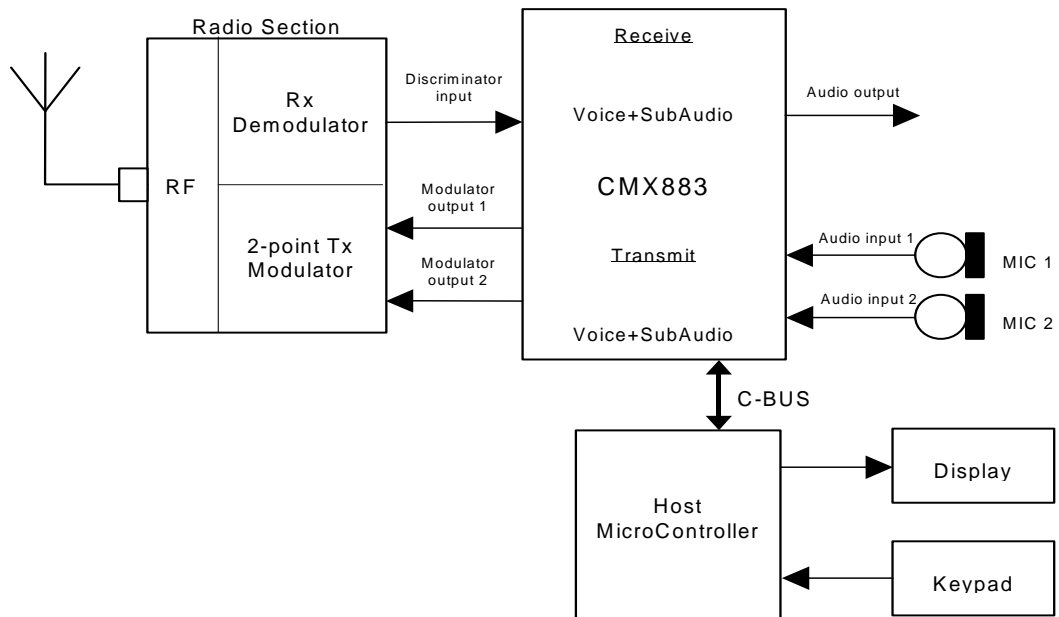 Radio Section
RF
Rx
Demodulator
2-point Tx
Modulator
Discriminator
input
Modulator
output 1
Modulator
output 2
Receive
Voice+SubAudio
CMX883
Transmit
Voice+SubAudio
Audio output
Audio input 1
MIC 1
Audio input 2
MIC 2
C-BUS
Host
MicroController
Display
Keypad